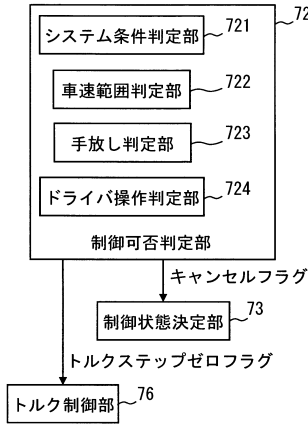 システム条件判定部 721
72
車速範囲判定部 722
手放し判定部 723
ドライバ操作判定部 724
制御可否判定部
キャンセルフラグ
制御状態決定部 73
トルクステップゼロフラグ
トルク制御部 76